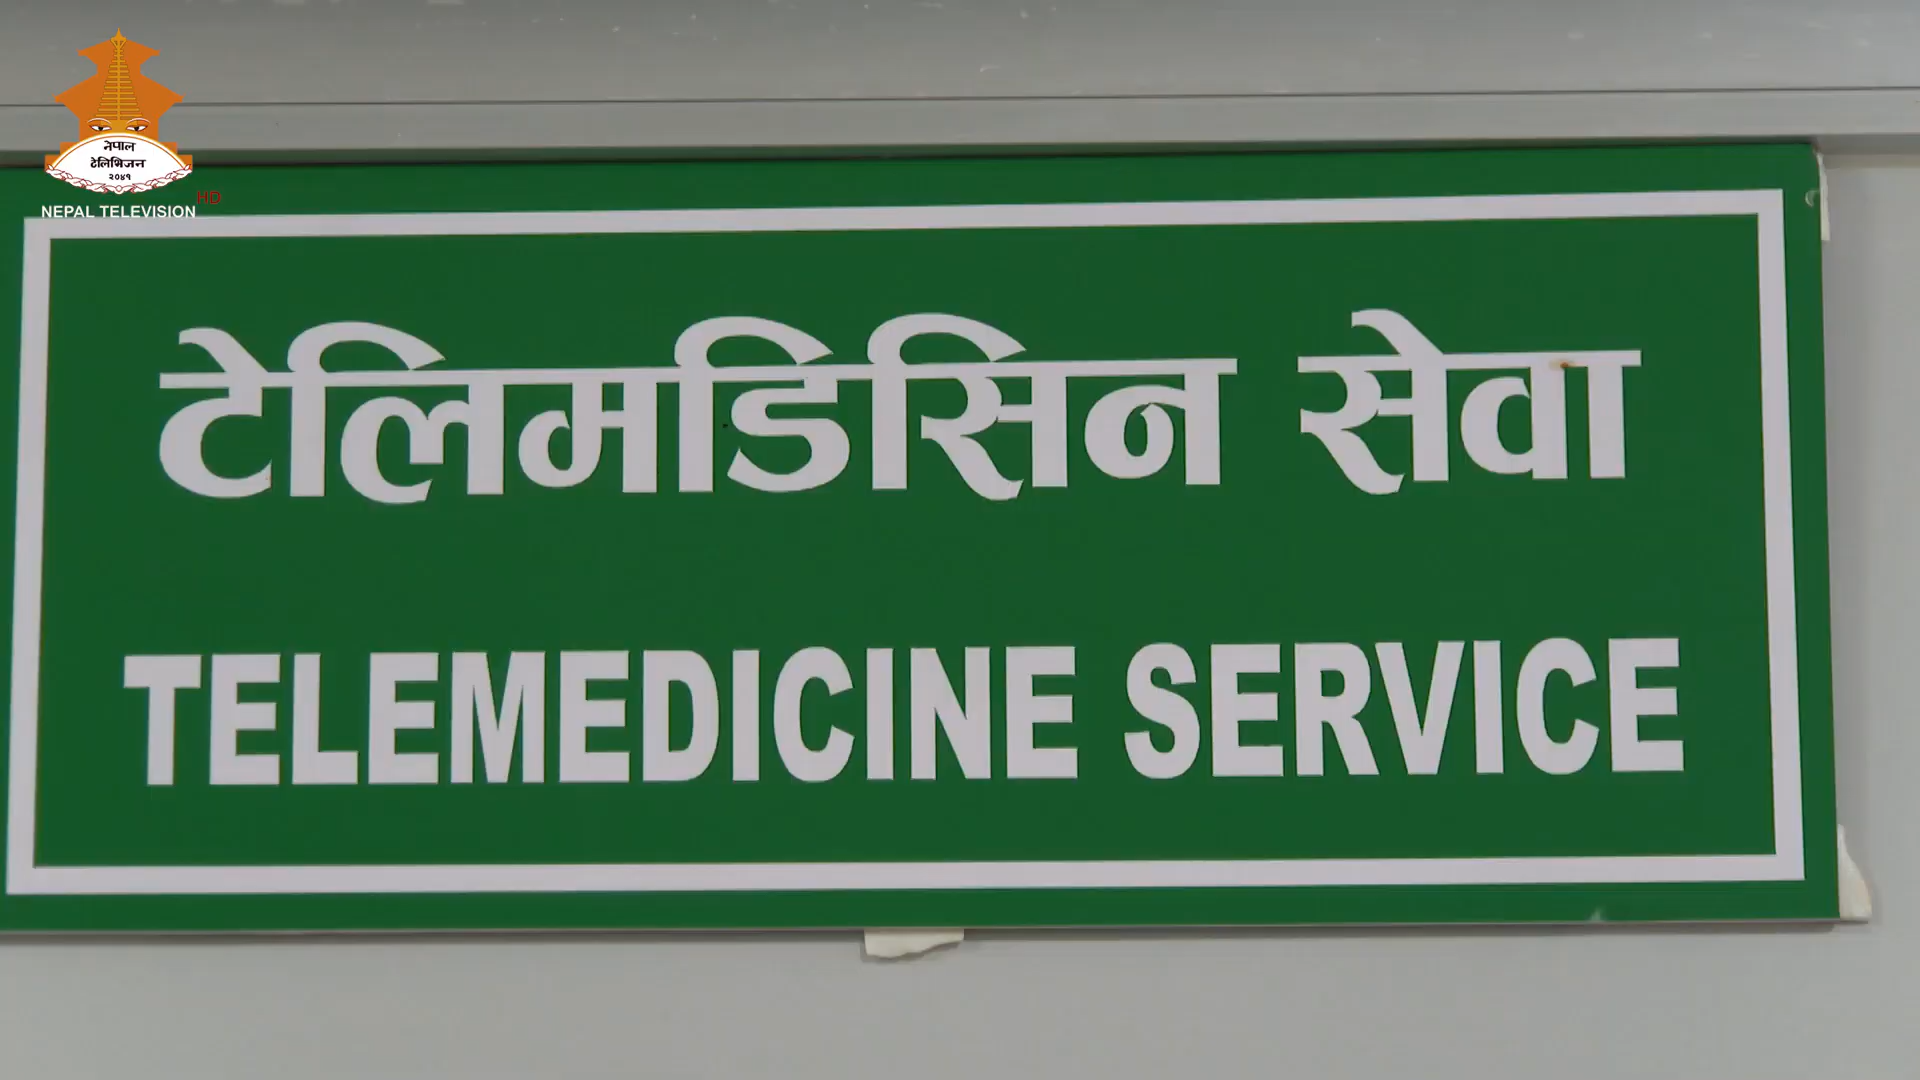 नेपाल
टेलिभिजन
२०४१
HD
NEPAL TELEVISION
टेलिमडिसिन सेवा
TELEMEDICINE SERVICE